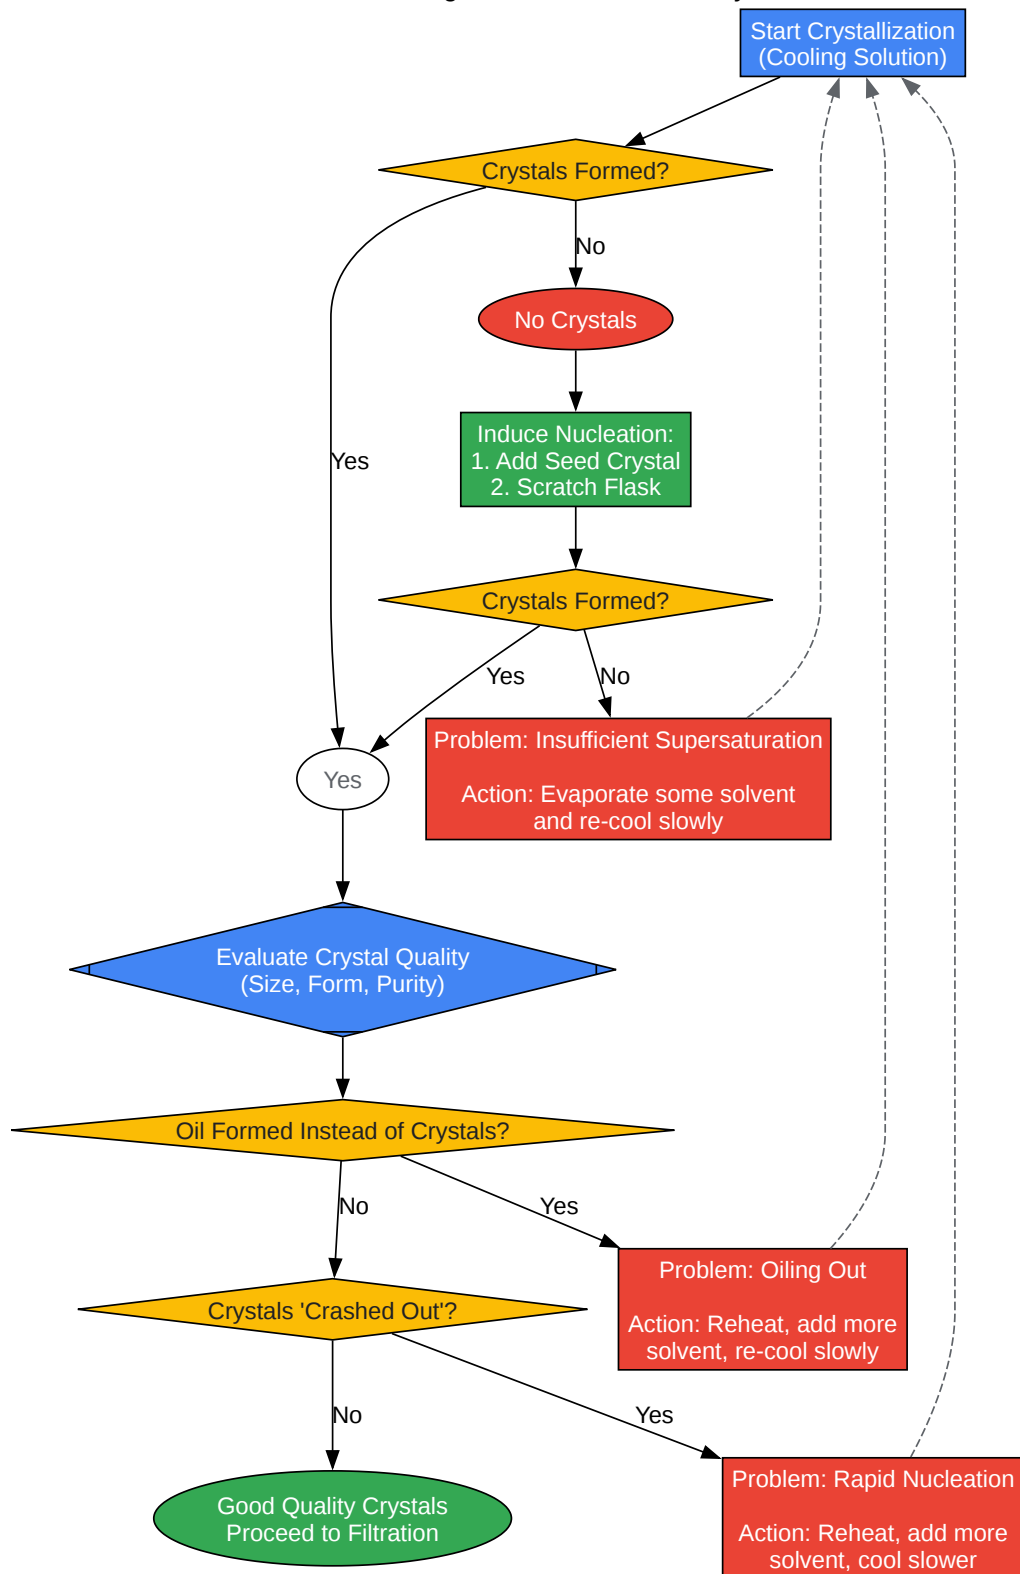 Start Crystallization
(Cooling Solution)
Crystals Formed?
No
No Crystals
Yes
Induce Nucleation:
1. Add Seed Crystal
2. Scratch Flask
Crystals Formed?
Yes
No
Problem: Insufficient Supersaturation
Action: Evaporate some solvent
and re-cool slowly
Yes
Evaluate Crystal Quality
(Size, Form, Purity)
Oil Formed Instead of Crystals?
No
Yes
Problem: Oiling Out
Action: Reheat, add more
solvent, re-cool slowly
Crystals 'Crashed Out'?
No
Yes
Problem: Rapid Nucleation
Action: Reheat, add more
solvent, cool slower
Good Quality Crystals
Proceed to Filtration